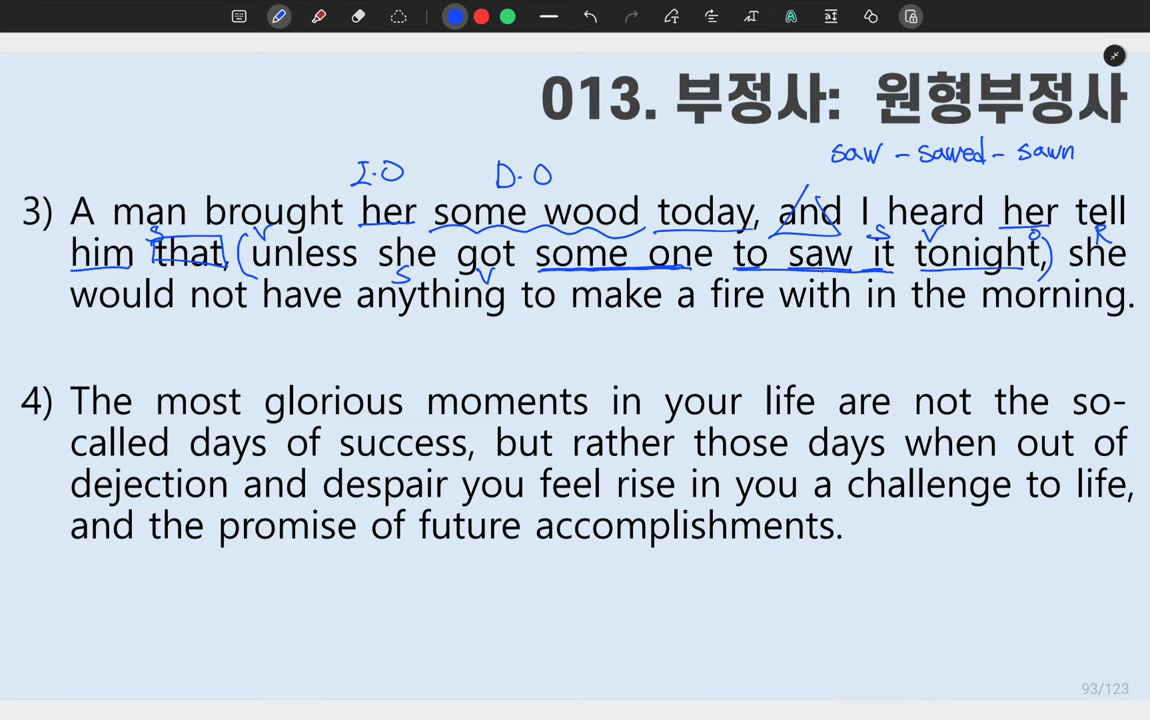 013. 부정사: 원형부정사
saw - sawed - sawn
I.O D.O
3) A man brought her some wood today, and I heard her tell
S V S V O R
him that, (unless she got some one to saw it tonight,) she
S V
would not have anything to make a fire with in the morning.
4) The most glorious moments in your life are not the so-
called days of success, but rather those days when out of
dejection and despair you feel rise in you a challenge to life,
and the promise of future accomplishments.
93/123